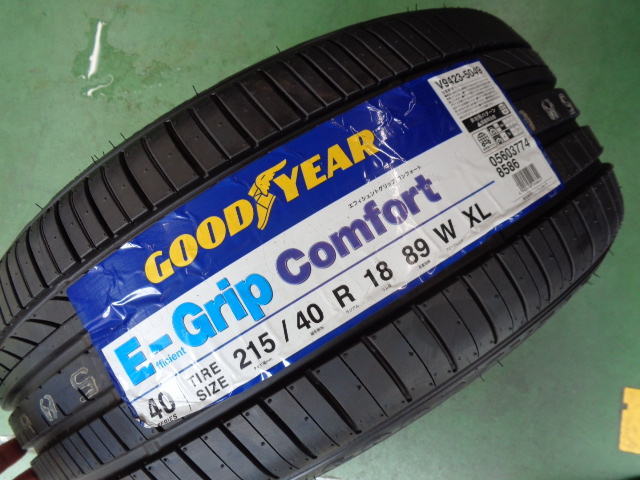 GOODYEAR
V9423-5049
05603774
8586
エフィシェントグリップ コンフォート
E-Grip Comfort
Efficient
40
SERIES
TIRE SIZE 215/40 R 18 89 W XL